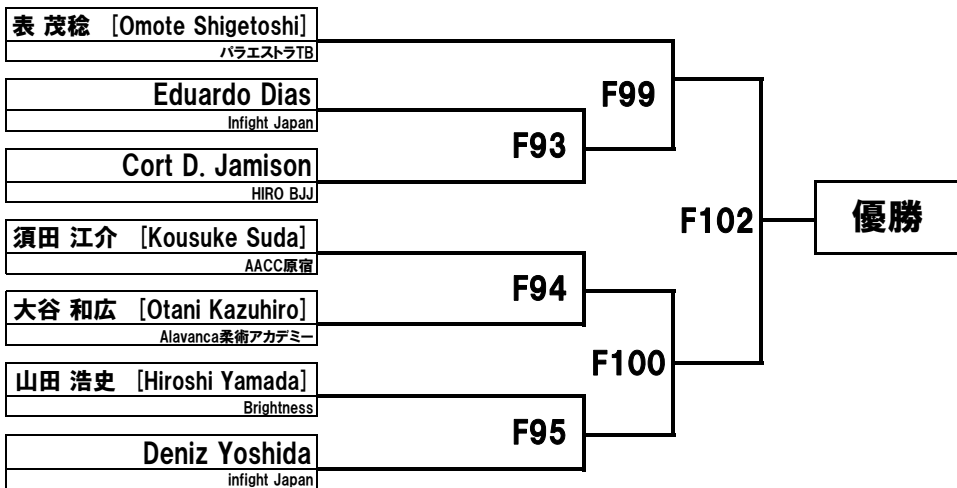 表 茂稔 [Omote Shigetoshi]
パラエストラTB
Eduardo Dias
Infight Japan
Cort D. Jamison
HIRO BJJ
須田 江介 [Kousuke Suda]
AACC原宿
大谷 和広 [Otani Kazuhiro]
Alavanca柔術アカデミー
山田 浩史 [Hiroshi Yamada]
Brightness
Deniz Yoshida
infight Japan
F93
F94
F95
F99
F100
F102
優勝